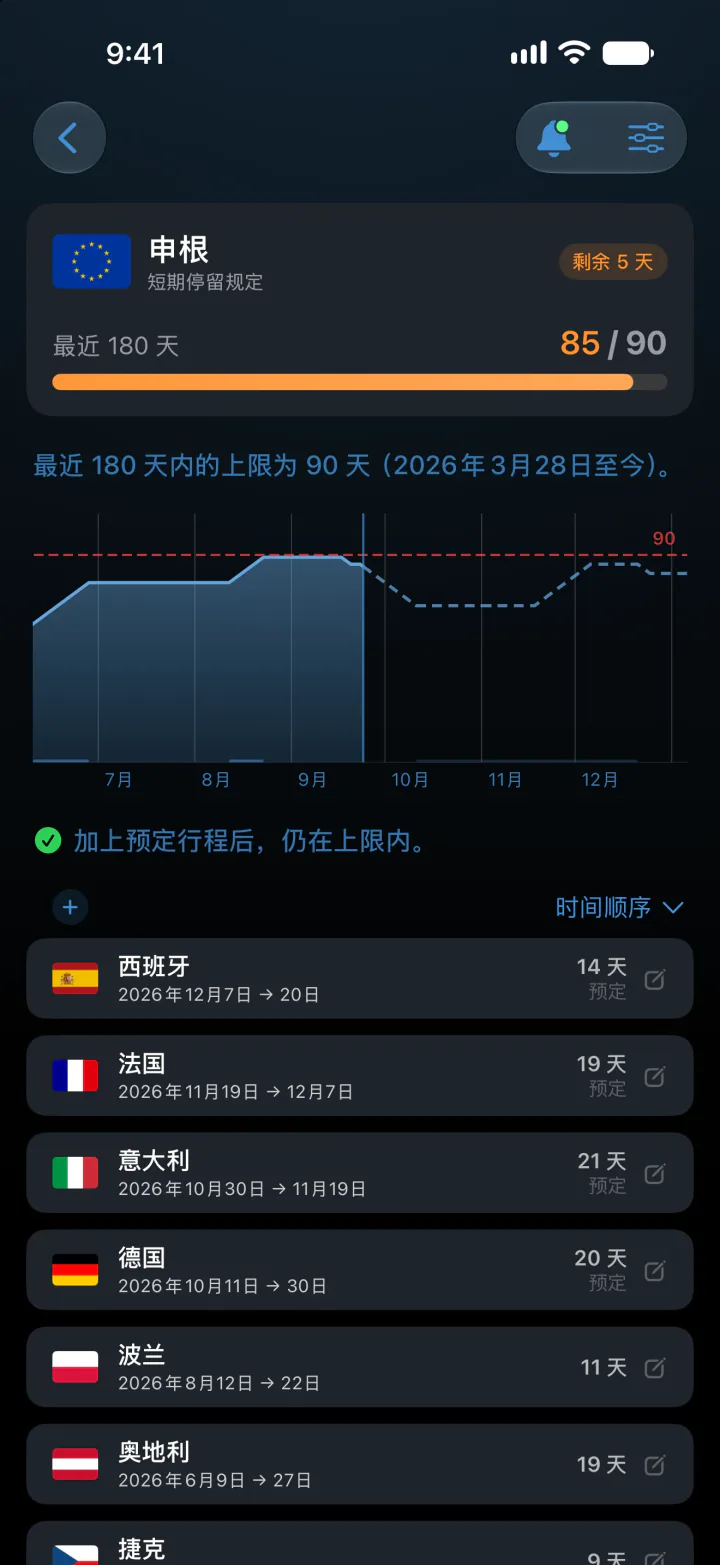 9:41
申根
短期停留规定
剩余 5 天
最近 180 天
85 / 90
最近 180 天内的上限为 90 天（2026年3月28日至今）。
90
7月 8月 9月 10月 11月 12月
加上预定行程后，仍在上限内。
+ 时间顺序
西班牙
2026年12月7日 → 20日
14 天
预定
法国
2026年11月19日 → 12月7日
19 天
预定
意大利
2026年10月30日 → 11月19日
21 天
预定
德国
2026年10月11日 → 30日
20 天
预定
波兰
2026年8月12日 → 22日
11 天
奥地利
2026年6月9日 → 27日
19 天
捷克
9 天